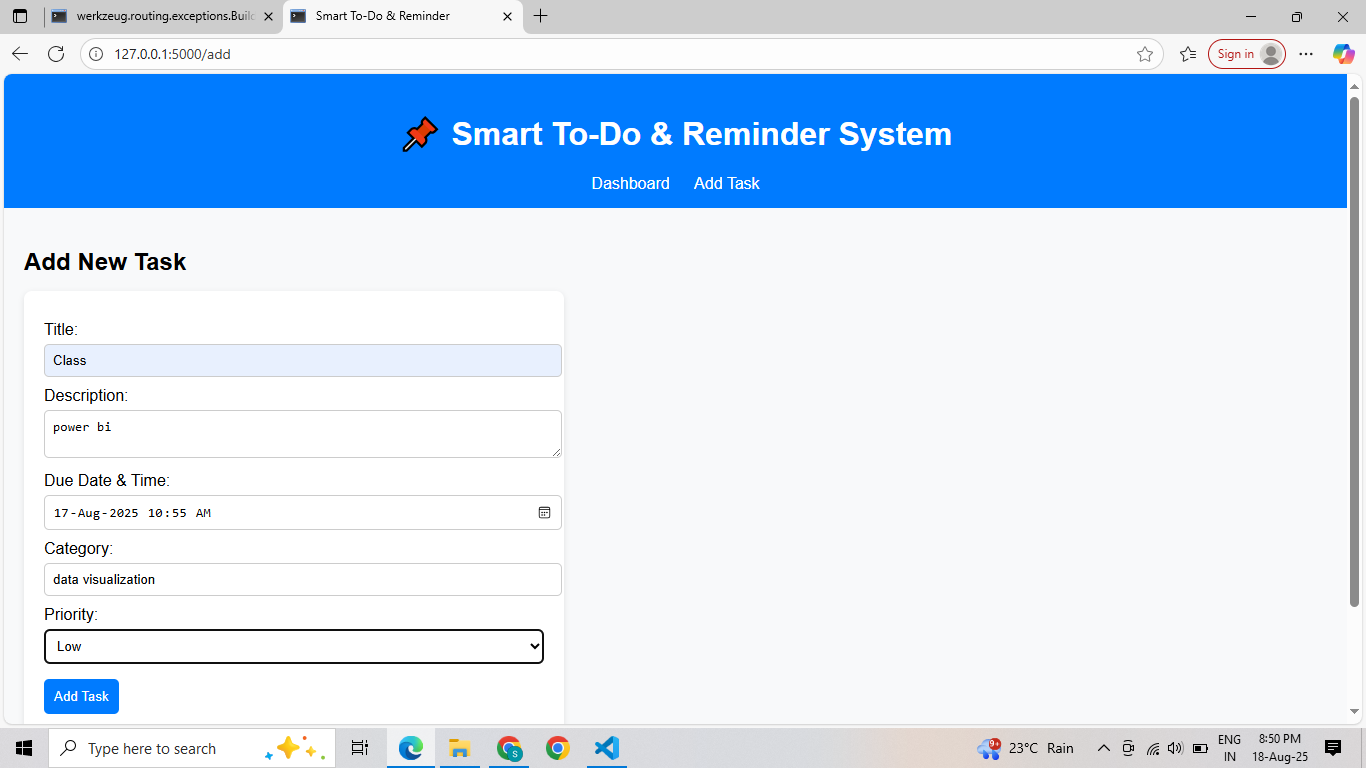 werkzeug.routing.exceptions.Buil
Smart To-Do & Reminder
127.0.0.1:5000/add
Sign in
Smart To-Do & Reminder System
Dashboard Add Task
Add New Task
Title:
Class
Description:
power bi
Due Date & Time:
17-Aug-2025 10:55 AM
Category:
data visualization
Priority:
Low
Add Task
Type here to search
9+
S
23°C Rain
ENG
IN
8:50 PM
18-Aug-25